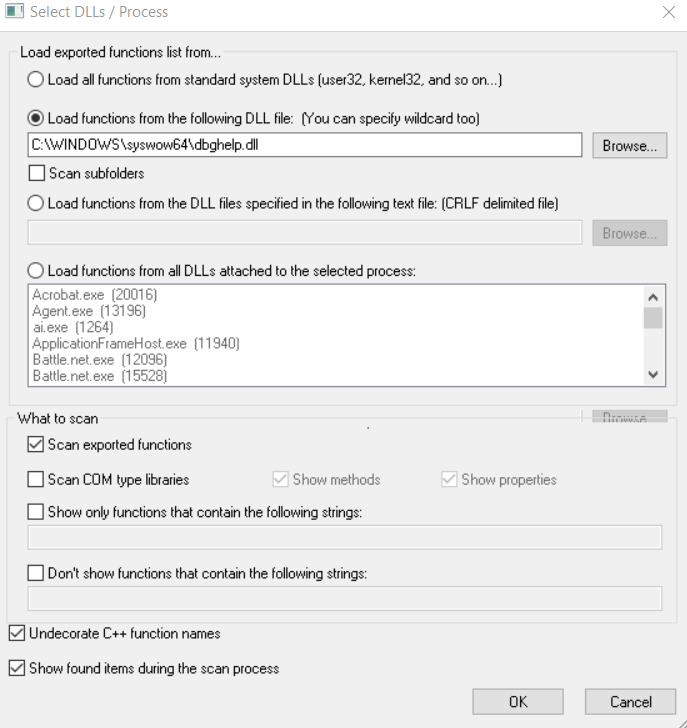 Select DLLs / Process
Load exported functions list from...
Load all functions from standard system DLLs (user32, kernel32, and so on...)
Load functions from the following DLL file:  (You can specify wildcard too)
C:\WINDOWS\syswow64\dbghelp.dll
Browse...
Scan subfolders
Load functions from the DLL files specified in the following text file: (CRLF delimited file)
Browse...
Load functions from all DLLs attached to the selected process:
Acrobat.exe  (20016)
Agent.exe  (13196)
ai.exe  (1264)
ApplicationFrameHost.exe  (11940)
Battle.net.exe  (12096)
Battle.net.exe  (15528)
What to scan
Browse...
Scan exported functions
Scan COM type libraries
Show methods
Show properties
Show only functions that contain the following strings:
Don't show functions that contain the following strings:
Undecorate C++ function names
Show found items during the scan process
OK
Cancel